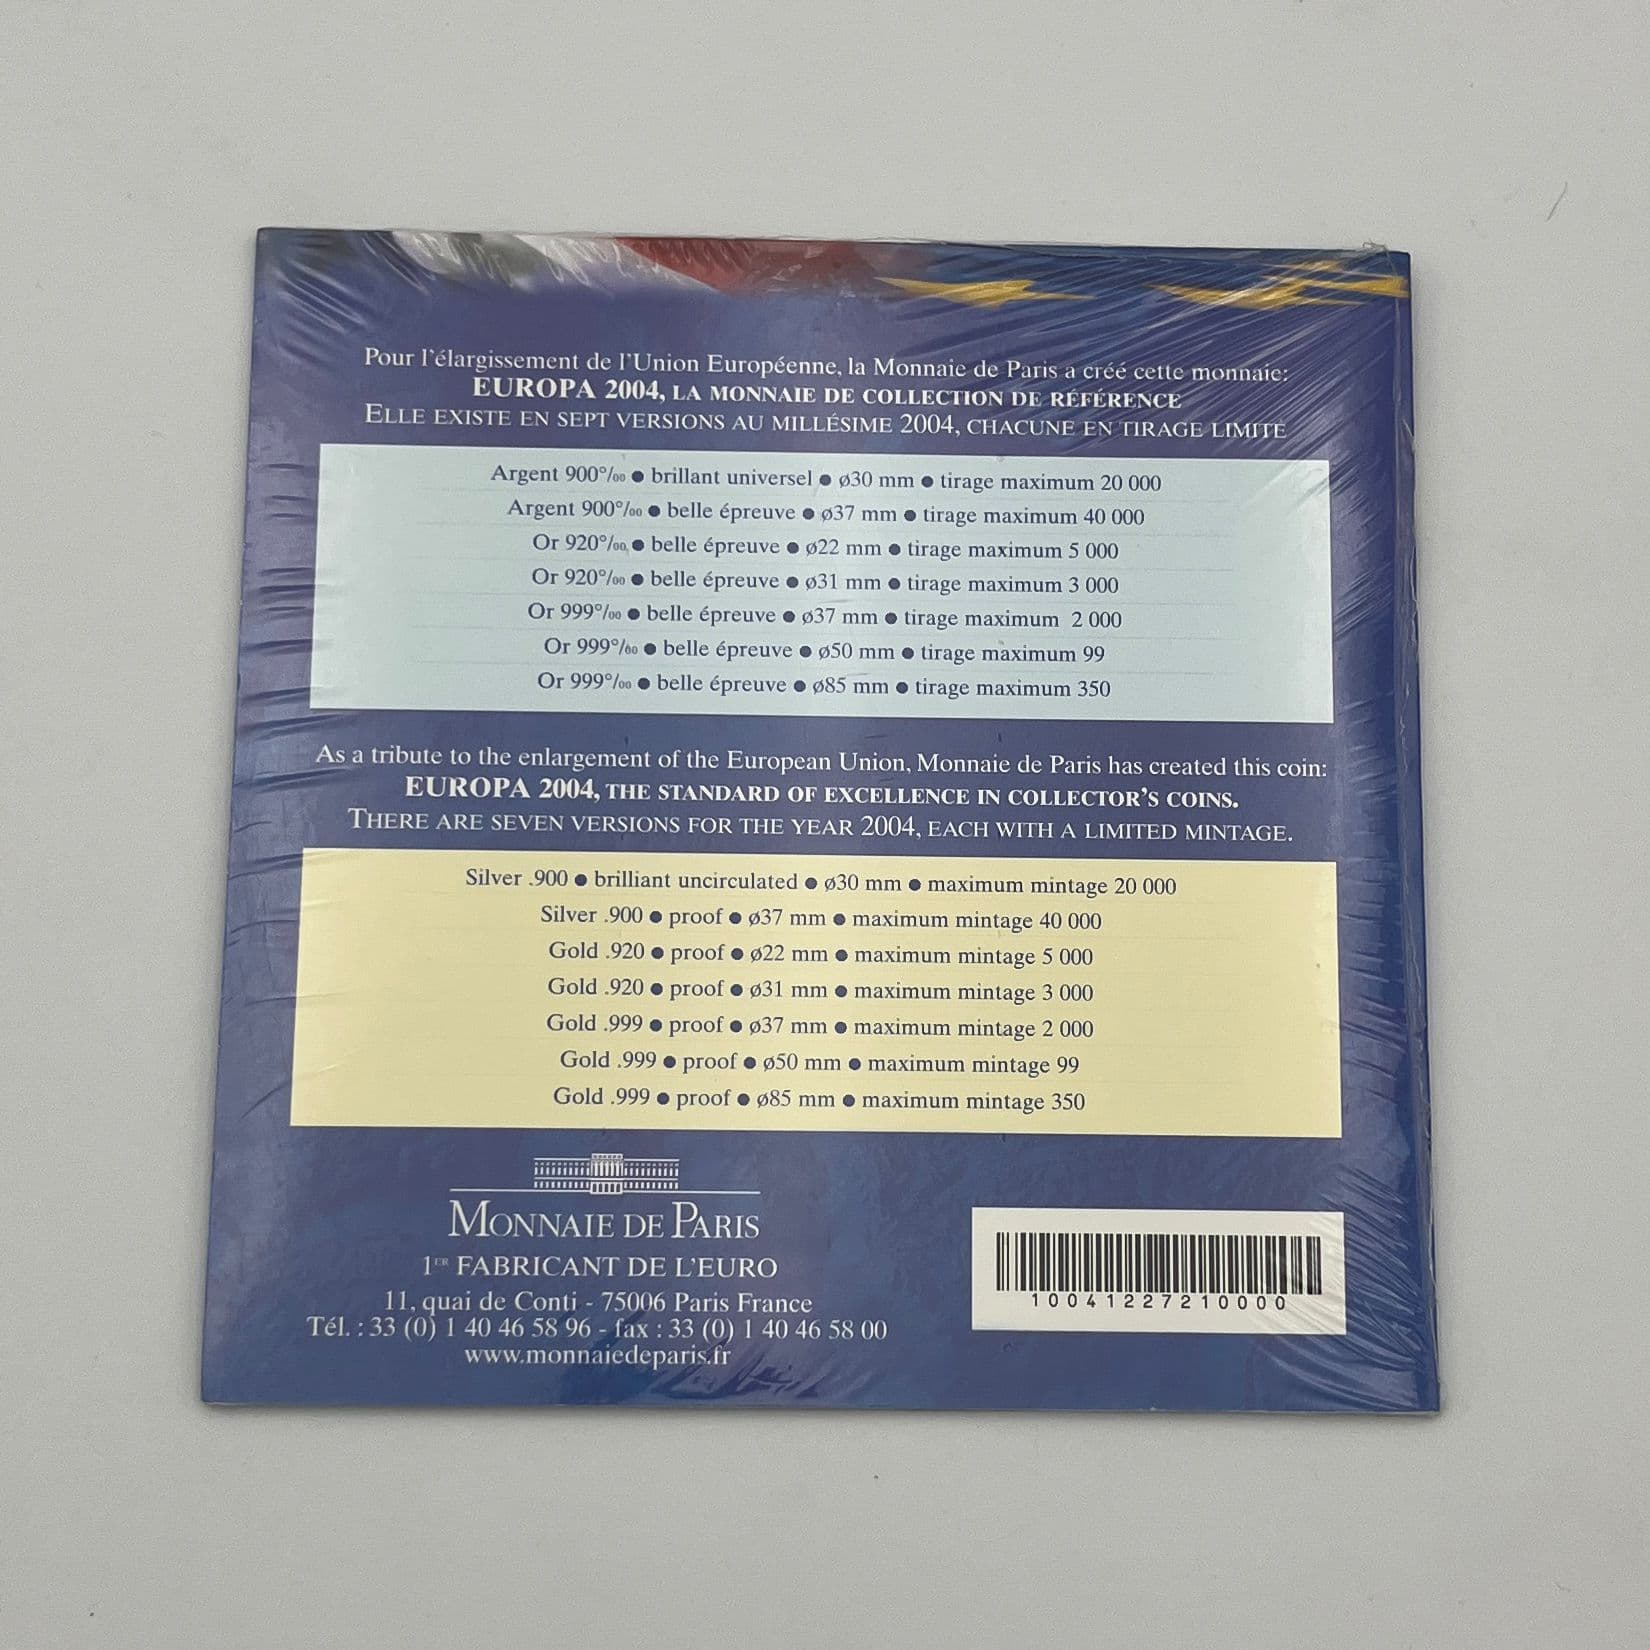 Pour l'élargissement de l'Union Européenne, la Monnaie de Paris a créé cette monnaie:
EUROPA 2004, LA MONNAIE DE COLLECTION DE RÉFÉRENCE
ELLE EXISTE EN SEPT VERSIONS AU MILLÉSIME 2004, CHACUNE EN TIRAGE LIMITÉ
Argent 900°/₀₀ ● brillant universel ● ø30 mm ● tirage maximum 20 000
Argent 900°/₀₀ ● belle épreuve ● ø37 mm ● tirage maximum 40 000
Or 920°/₀₀ ● belle épreuve ● ø22 mm ● tirage maximum 5 000
Or 920°/₀₀ ● belle épreuve ● ø31 mm ● tirage maximum 3 000
Or 999°/₀₀ ● belle épreuve ● ø37 mm ● tirage maximum 2 000
Or 999°/₀₀ ● belle épreuve ● ø50 mm ● tirage maximum 99
Or 999°/₀₀ ● belle épreuve ● ø85 mm ● tirage maximum 350
As a tribute to the enlargement of the European Union, Monnaie de Paris has created this coin:
EUROPA 2004, THE STANDARD OF EXCELLENCE IN COLLECTOR'S COINS.
THERE ARE SEVEN VERSIONS FOR THE YEAR 2004, EACH WITH A LIMITED MINTAGE.
Silver .900 ● brilliant uncirculated ● ø30 mm ● maximum mintage 20 000
Silver .900 ● proof ● ø37 mm ● maximum mintage 40 000
Gold .920 ● proof ● ø22 mm ● maximum mintage 5 000
Gold .920 ● proof ● ø31 mm ● maximum mintage 3 000
Gold .999 ● proof ● ø37 mm ● maximum mintage 2 000
Gold .999 ● proof ● ø50 mm ● maximum mintage 99
Gold .999 ● proof ● ø85 mm ● maximum mintage 350
MONNAIE DE PARIS
1ER FABRICANT DE L'EURO
11, quai de Conti - 75006 Paris France
Tél. : 33 (0) 1 40 46 58 96 - fax : 33 (0) 1 40 46 58 00
www.monnaiedeparis.fr
10041227210000